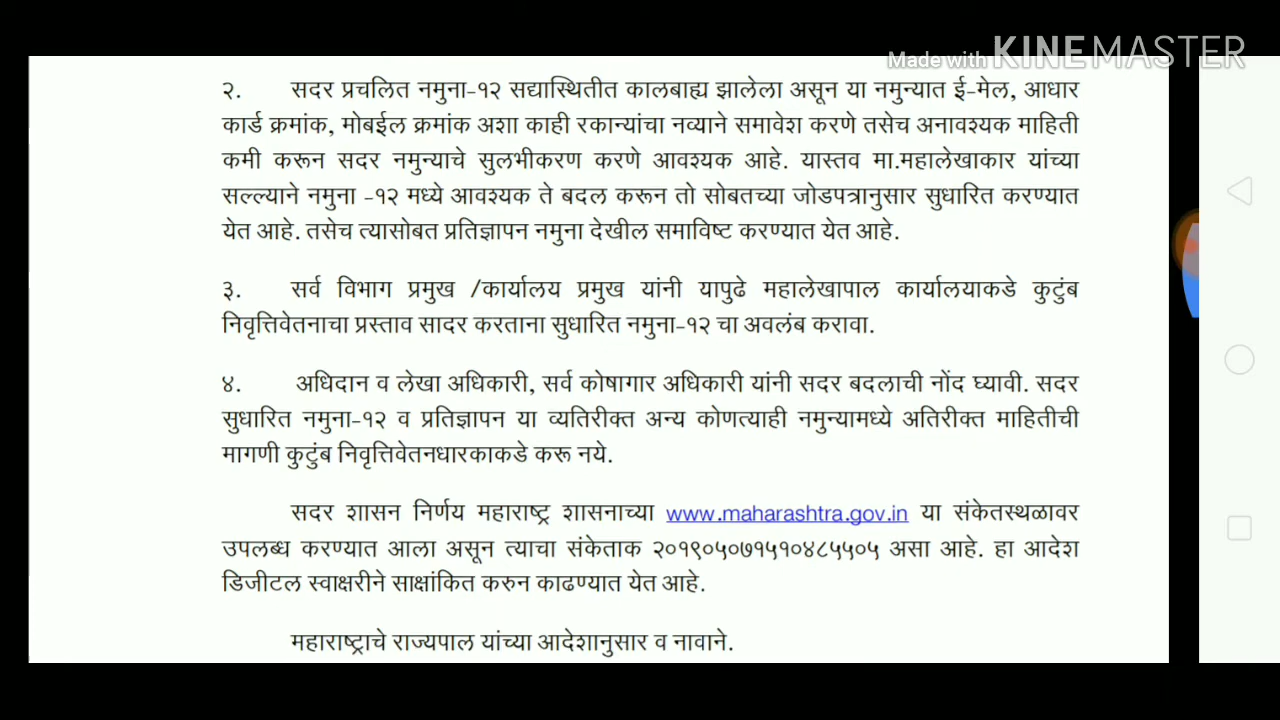 Made with KINEMASTER
२. सदर प्रचलित नमुना-१२ सद्यास्थितीत कालबाह्य झालेला असून या नमुन्यात ई-मेल, आधार
कार्ड क्रमांक, मोबईल क्रमांक अशा काही रकान्यांचा नव्याने समावेश करणे तसेच अनावश्यक माहिती
कमी करून सदर नमुन्याचे सुलभीकरण करणे आवश्यक आहे. यास्तव मा.महालेखाकार यांच्या
सल्ल्याने नमुना -१२ मध्ये आवश्यक ते बदल करून तो सोबतच्या जोडपत्रानुसार सुधारित करण्यात
येत आहे. तसेच त्यासोबत प्रतिज्ञापन नमुना देखील समाविष्ट करण्यात येत आहे.
३. सर्व विभाग प्रमुख /कार्यालय प्रमुख यांनी यापुढे महालेखापाल कार्यालयाकडे कुटुंब
निवृत्तिवेतनाचा प्रस्ताव सादर करताना सुधारित नमुना-१२ चा अवलंब करावा.
४. अधिदान व लेखा अधिकारी, सर्व कोषागार अधिकारी यांनी सदर बदलाची नोंद घ्यावी. सदर
सुधारित नमुना-१२ व प्रतिज्ञापन या व्यतिरीक्त अन्य कोणत्याही नमुन्यामध्ये अतिरीक्त माहितीची
मागणी कुटुंब निवृत्तिवेतनधारकाकडे करू नये.
सदर शासन निर्णय महाराष्ट्र शासनाच्या www.maharashtra.gov.in या संकेतस्थळावर
उपलब्ध करण्यात आला असून त्याचा संकेताक २०१९०५०७१५१०४८५५०५ असा आहे. हा आदेश
डिजीटल स्वाक्षरीने साक्षांकित करुन काढण्यात येत आहे.
महाराष्ट्राचे राज्यपाल यांच्या आदेशानुसार व नावाने.